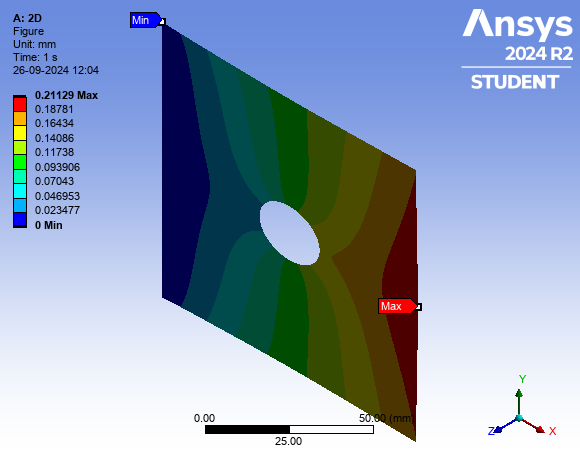 A: 2D
Figure
Unit: mm
Time: 1 s
26-09-2024 12:04
0.21129 Max
0.18781
0.16434
0.14086
0.11738
0.093906
0.07043
0.046953
0.023477
0 Min
Min
Ansys
2024 R2
STUDENT
Max
0.00
50.00 (mm)
25.00
Y
Z
X